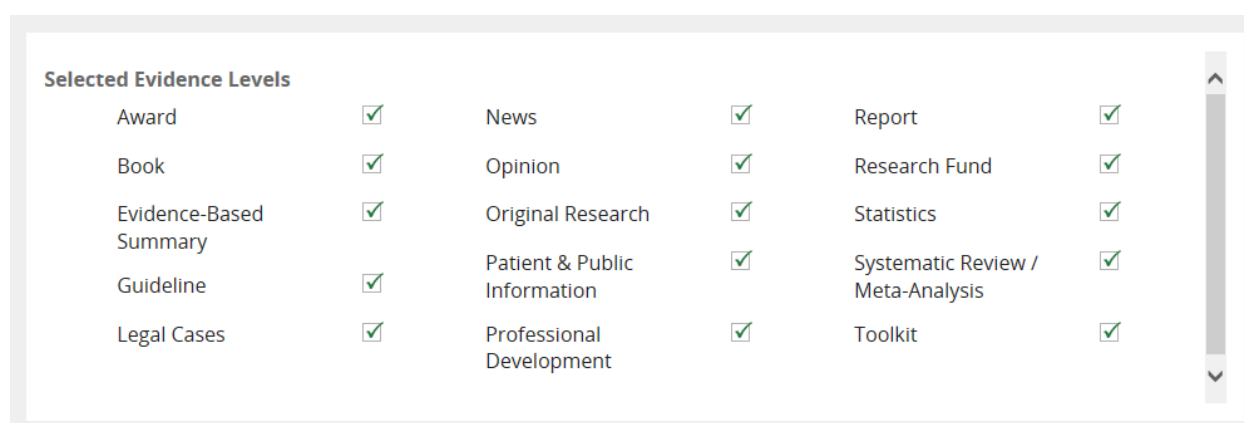 Selected Evidence Levels
Award
Book
Evidence-Based
Summary
Guideline
Legal Cases
News
Opinion
Original Research
Patient & Public
Information
Professional
Development
Report
Research Fund
Statistics
Systematic Review /
Meta-Analysis
Toolkit